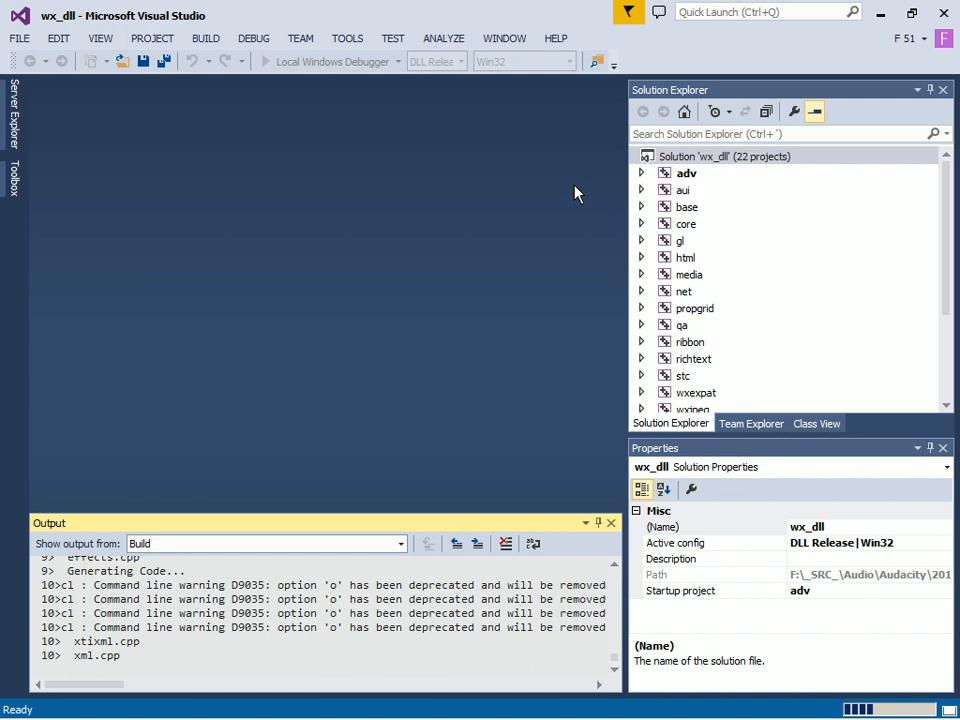 wx_dll - Microsoft Visual Studio
Quick Launch (Ctrl+Q)
FILE EDIT VIEW PROJECT BUILD DEBUG TEAM TOOLS TEST ANALYZE WINDOW HELP
F 51 F
Local Windows Debugger DLL Relea Win32
Server Explorer
Toolbox
Solution Explorer
Search Solution Explorer (Ctrl+´)
Solution 'wx_dll' (22 projects)
adv
aui
base
core
gl
html
media
net
propgrid
qa
ribbon
richtext
stc
wxexpat
wxjpeg
Solution Explorer Team Explorer Class View
Properties
wx_dll Solution Properties
Misc
(Name) wx_dll
Active config DLL Release|Win32
Description
Path F:\_SRC_\Audio\Audacity\201
Startup project adv
(Name)
The name of the solution file.
Output
Show output from: Build
9> effects.cpp
9> Generating Code...
10>cl : Command line warning D9035: option 'o' has been deprecated and will be removed
10>cl : Command line warning D9035: option 'o' has been deprecated and will be removed
10>cl : Command line warning D9035: option 'o' has been deprecated and will be removed
10>cl : Command line warning D9035: option 'o' has been deprecated and will be removed
10> xtixml.cpp
10> xml.cpp
Ready